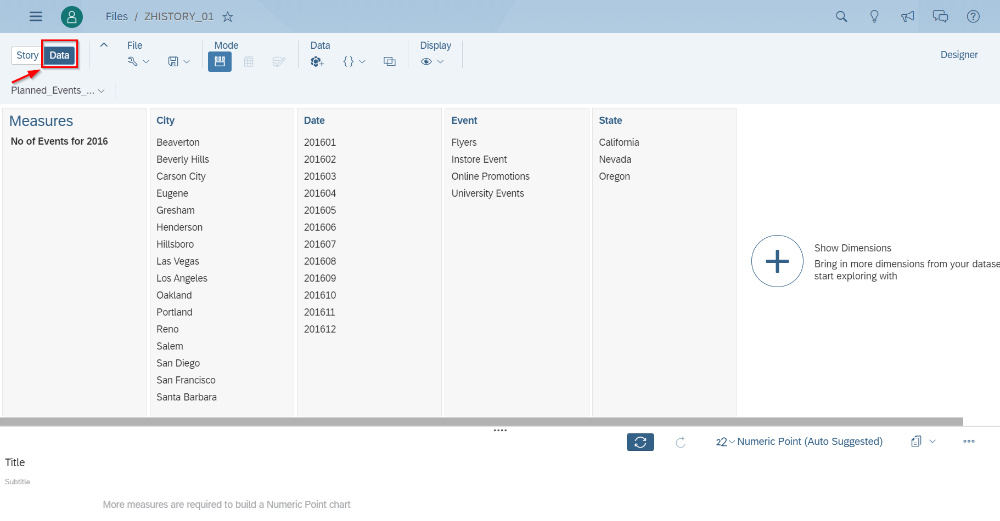 Files / ZHISTORY_01
Story Data
File
Mode
Data
Display
Designer
Planned_Events_...
Measures
No of Events for 2016
City
Beaverton
Beverly Hills
Carson City
Eugene
Gresham
Henderson
Hillsboro
Las Vegas
Los Angeles
Oakland
Portland
Reno
Salem
San Diego
San Francisco
Santa Barbara
Date
201601
201602
201603
201604
201605
201606
201607
201608
201609
201610
201611
201612
Event
Flyers
Instore Event
Online Promotions
University Events
State
California
Nevada
Oregon
Show Dimensions
Bring in more dimensions from your datase
start exploring with
22 Numeric Point (Auto Suggested)
Title
Subtitle
More measures are required to build a Numeric Point chart